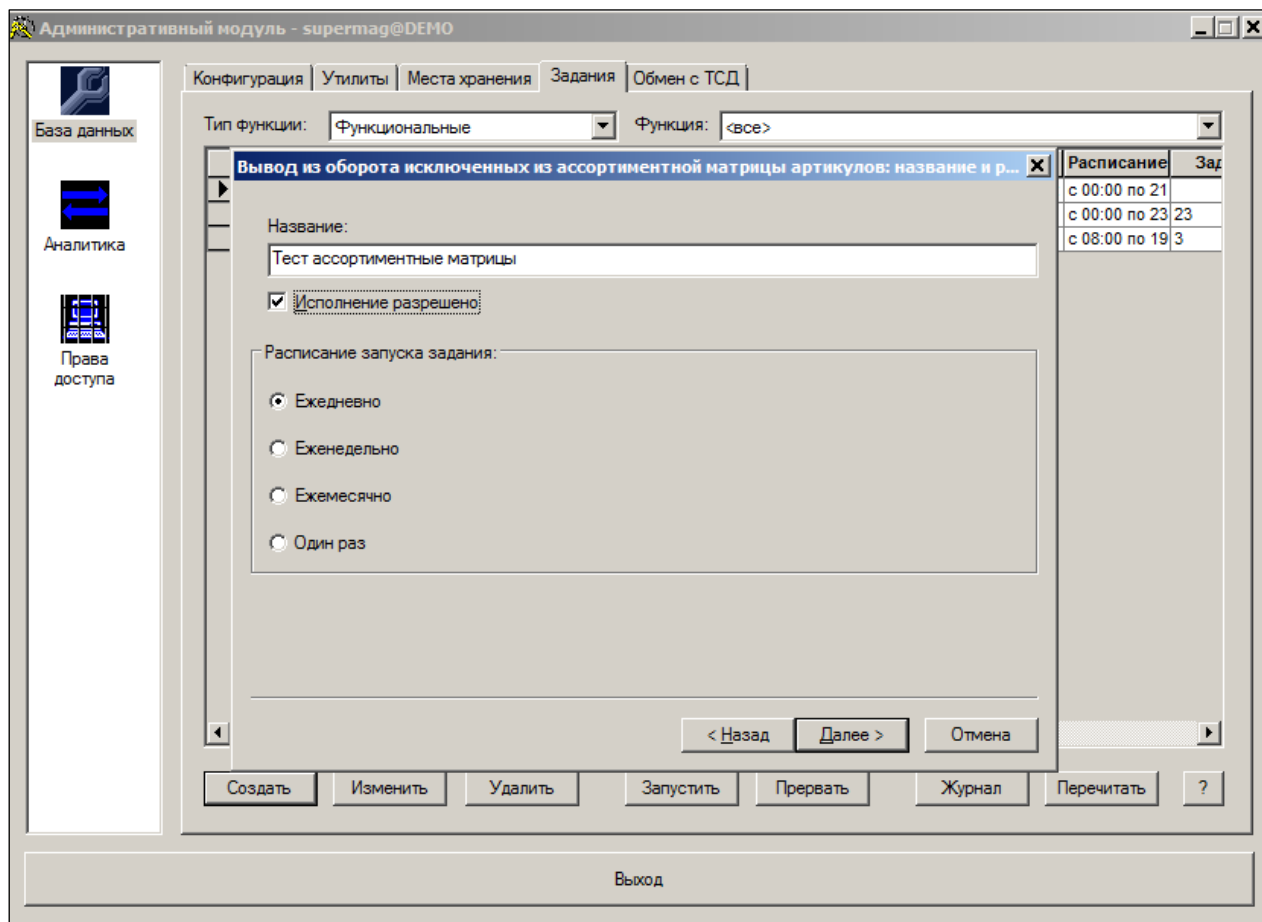 Административный модуль - supermag@DEMO
База данных
Аналитика
Права
доступа
Конфигурация Утилиты Места хранения Задания Обмен с ТСД
Тип функции: Функциональные Функция: <все>
Вывод из оборота исключенных из ассортиментной матрицы артикулов: название и р...
Расписание Зад
с 00:00 по 21
с 00:00 по 23 23
с 08:00 по 19 3
Название:
Тест ассортиментные матрицы
Исполнение разрешено
Расписание запуска задания:
Ежедневно
Еженедельно
Ежемесячно
Один раз
< Назад Далее > Отмена
Создать Изменить Удалить Запустить Прервать Журнал Перечитать ?
Выход